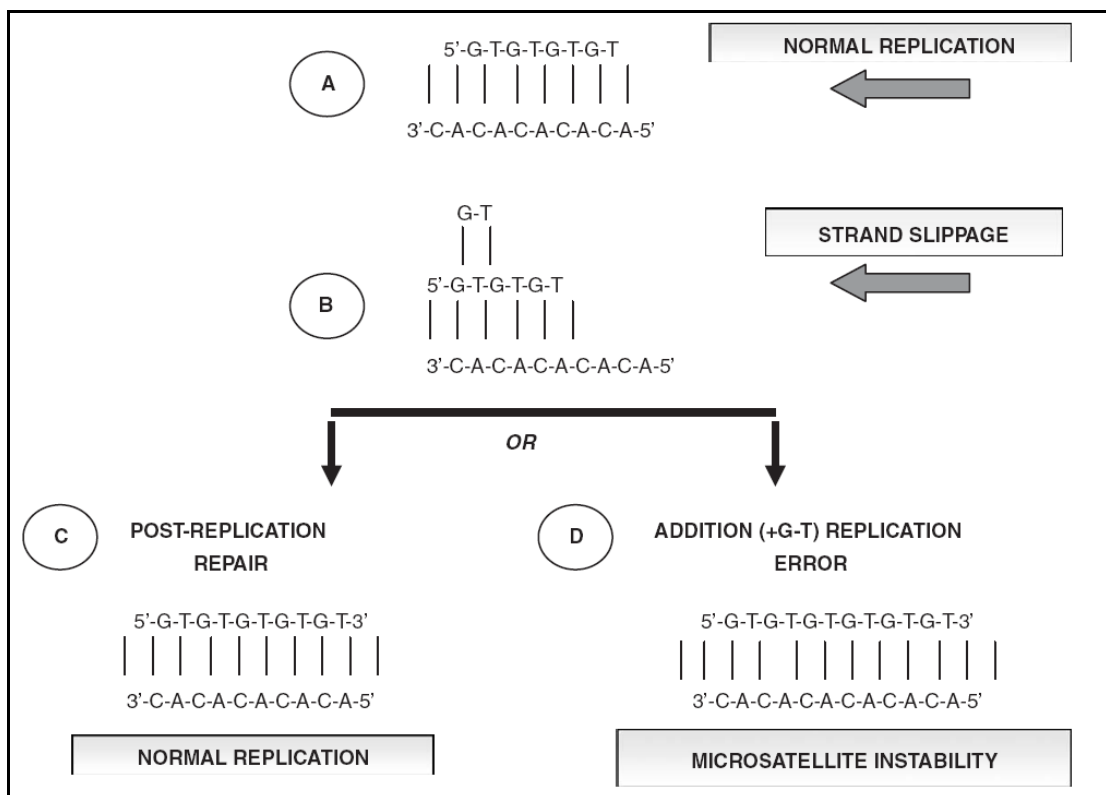 5'-G-T-G-T-G-T-G-T
NORMAL REPLICATION
A
3'-C-A-C-A-C-A-C-A-C-A-5'
G-T
STRAND SLIPPAGE
5'-G-T-G-T-G-T
B
3'-C-A-C-A-C-A-C-A-C-A-5'
OR
C
POST-REPLICATION
REPAIR
D
ADDITION (+G-T) REPLICATION
ERROR
5'-G-T-G-T-G-T-G-T-G-T-3'
5'-G-T-G-T-G-T-G-T-G-T-G-T-3'
3'-C-A-C-A-C-A-C-A-C-A-5'
3'-C-A-C-A-C-A-C-A-C-A-C-A-5'
NORMAL REPLICATION
MICROSATELLITE INSTABILITY